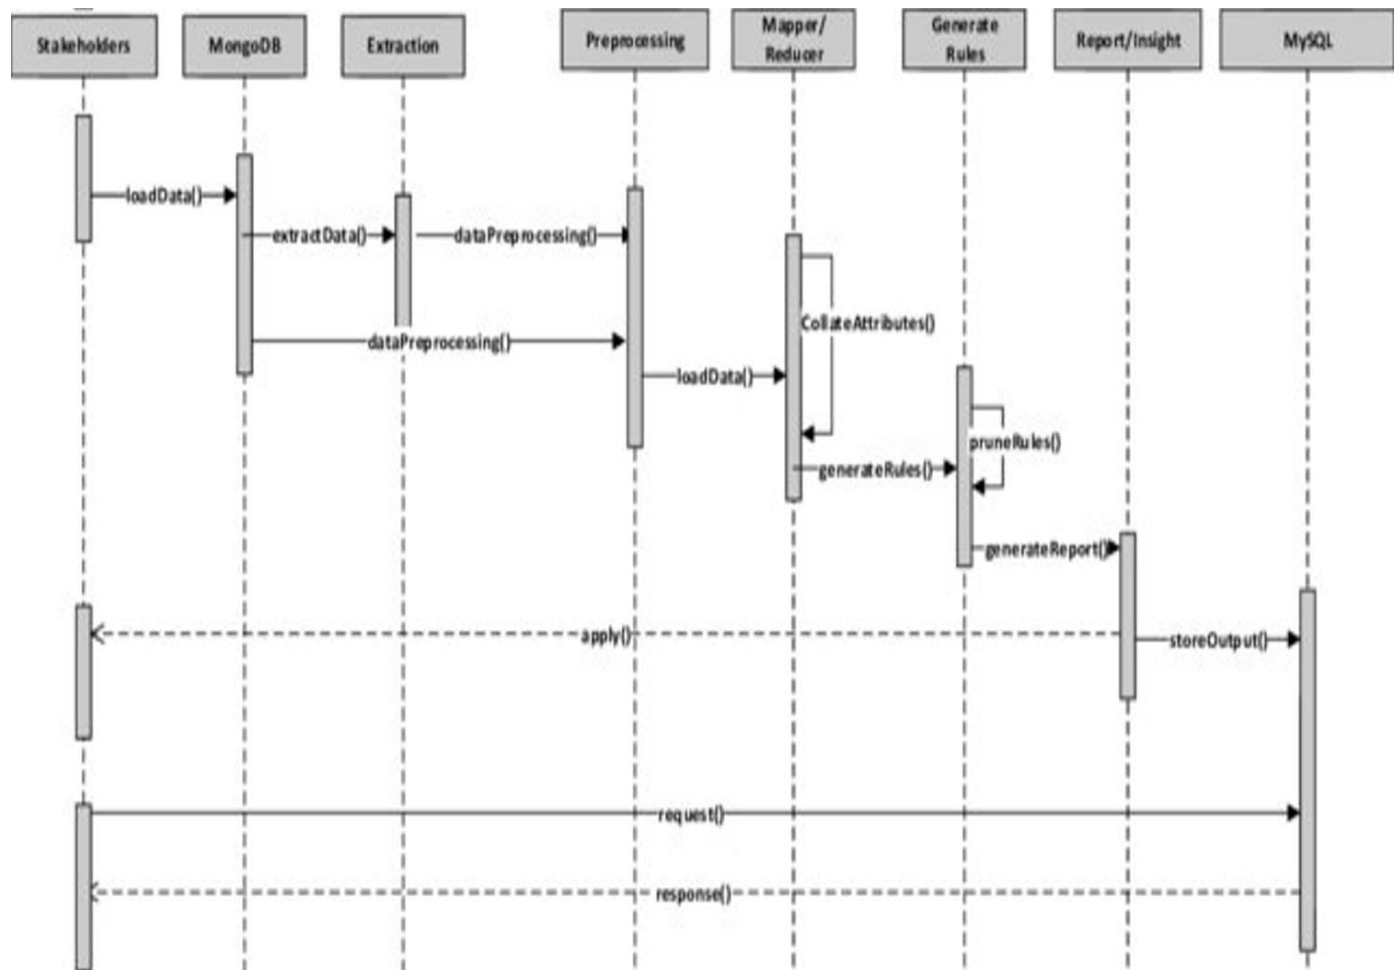 Stakeholders
MongoDB
Extraction
Preprocessing
Mapper/
Reducer
Generate
Rules
Report/Insight
MySQL
loadData()
extractData()
dataPreprocessing()
CollateAttributes()
dataPreprocessing()
loadData()
pruneRules()
generateRules()
generateReport()
apply()
storeOutput()
request()
response()